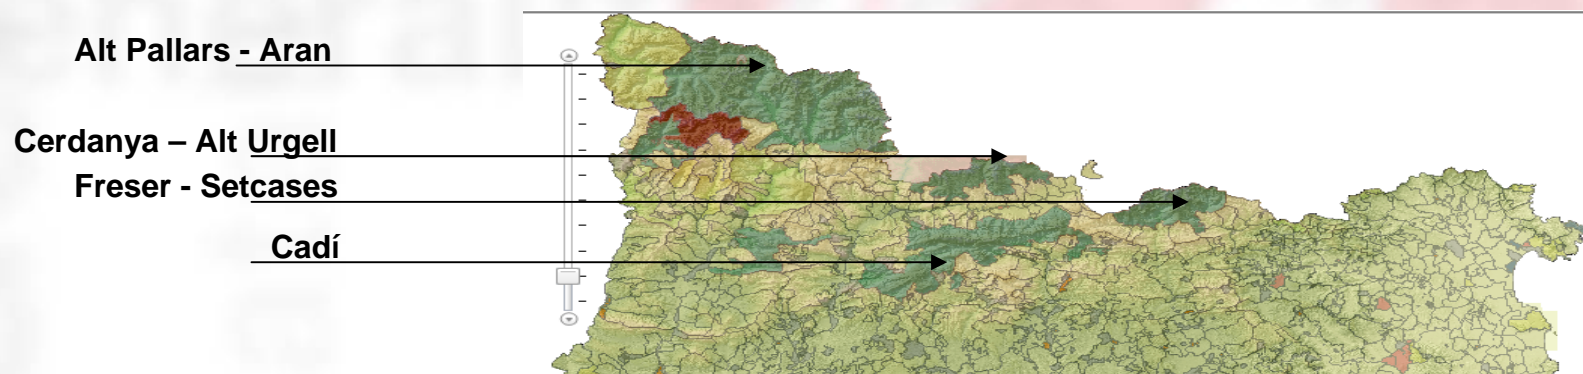 Alt Pallars - Aran
Cerdanya – Alt Urgell
Freser - Setcases
Cadí